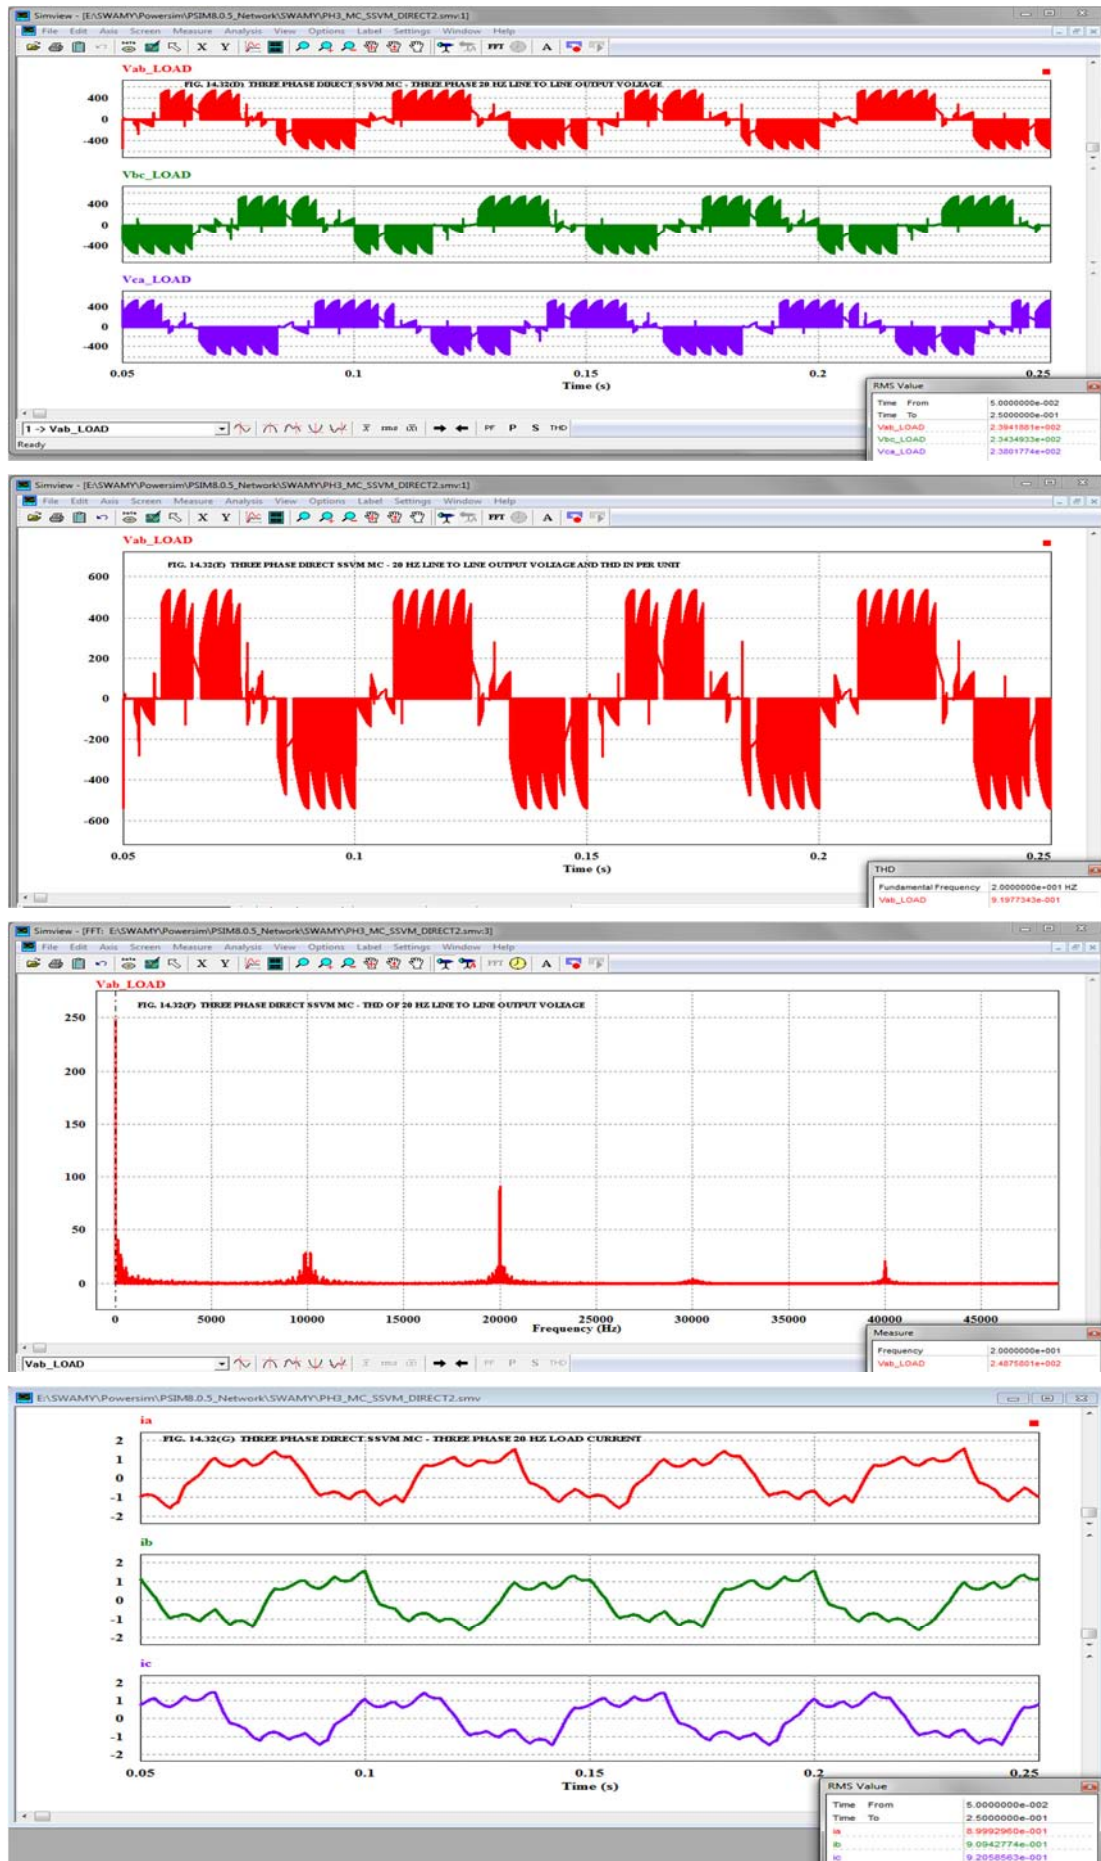 Simview - [E:\SWAMY\Powersim\PSIM8.0.5_Network\SWAMY\PH3_MC_SSVM_DIRECT2.smv:1]
File Edit Axis Screen Measure Analysis View Options Label Settings Window Help
X Y FFT A
Vab_LOAD
FIG. 14.32(D) THREE PHASE DIRECT SSVM MC - THREE PHASE 20 HZ LINE TO LINE OUTPUT VOLTAGE
400
0
-400
Vbc_LOAD
400
0
-400
Vca_LOAD
400
0
-400
0.05 0.1 0.15 0.2
Time (s)
RMS Value
Time From 5.0000000e-002
Time To 2.5000000e-001
Vab_LOAD 2.3941881e+002
Vbc_LOAD 2.3434933e+002
Vca_LOAD 2.3801774e+002
1 -> Vab_LOAD
PF P S THD
Ready
Simview - [E:\SWAMY\Powersim\PSIM8.0.5_Network\SWAMY\PH3_MC_SSVM_DIRECT2.smv:1]
File Edit Axis Screen Measure Analysis View Options Label Settings Window Help
X Y FFT A
Vab_LOAD
FIG. 14.32(E) THREE PHASE DIRECT SSVM MC - 20 HZ LINE TO LINE OUTPUT VOLTAGE AND THD IN PER UNIT
600
400
200
0
-200
-400
-600
0.05 0.1 0.15 0.2 0.25
Time (s)
THD
Fundamental Frequency 2.0000000e+001 HZ
Vab_LOAD 9.1977343e-001
Simview - [FFT: E:\SWAMY\Powersim\PSIM8.0.5_Network\SWAMY\PH3_MC_SSVM_DIRECT2.smv:3]
File Edit Axis Screen Measure Analysis View Options Label Settings Window Help
X Y FFT A
Vab_LOAD
FIG. 14.32(F) THREE PHASE DIRECT SSVM MC - THD OF 20 HZ LINE TO LINE OUTPUT VOLTAGE
250
200
150
100
50
0
0 5000 10000 15000 20000 25000 30000 35000 40000 45000
Frequency (Hz)
Measure
Frequency 2.0000000e+001
Vab_LOAD 2.4875801e+002
Vab_LOAD
PF P S THD
E:\SWAMY\Powersim\PSIM8.0.5_Network\SWAMY\PH3_MC_SSVM_DIRECT2.smv
ia
FIG. 14.32(G) THREE PHASE DIRECT SSVM MC - THREE PHASE 20 HZ LOAD CURRENT
2
1
0
-1
-2
ib
2
1
0
-1
-2
ic
2
1
0
-1
-2
0.05 0.1 0.15 0.2 0.25
Time (s)
RMS Value
Time From 5.0000000e-002
Time To 2.5000000e-001
ia 8.9992960e-001
ib 9.0942774e-001
ic 9.2058563e-001